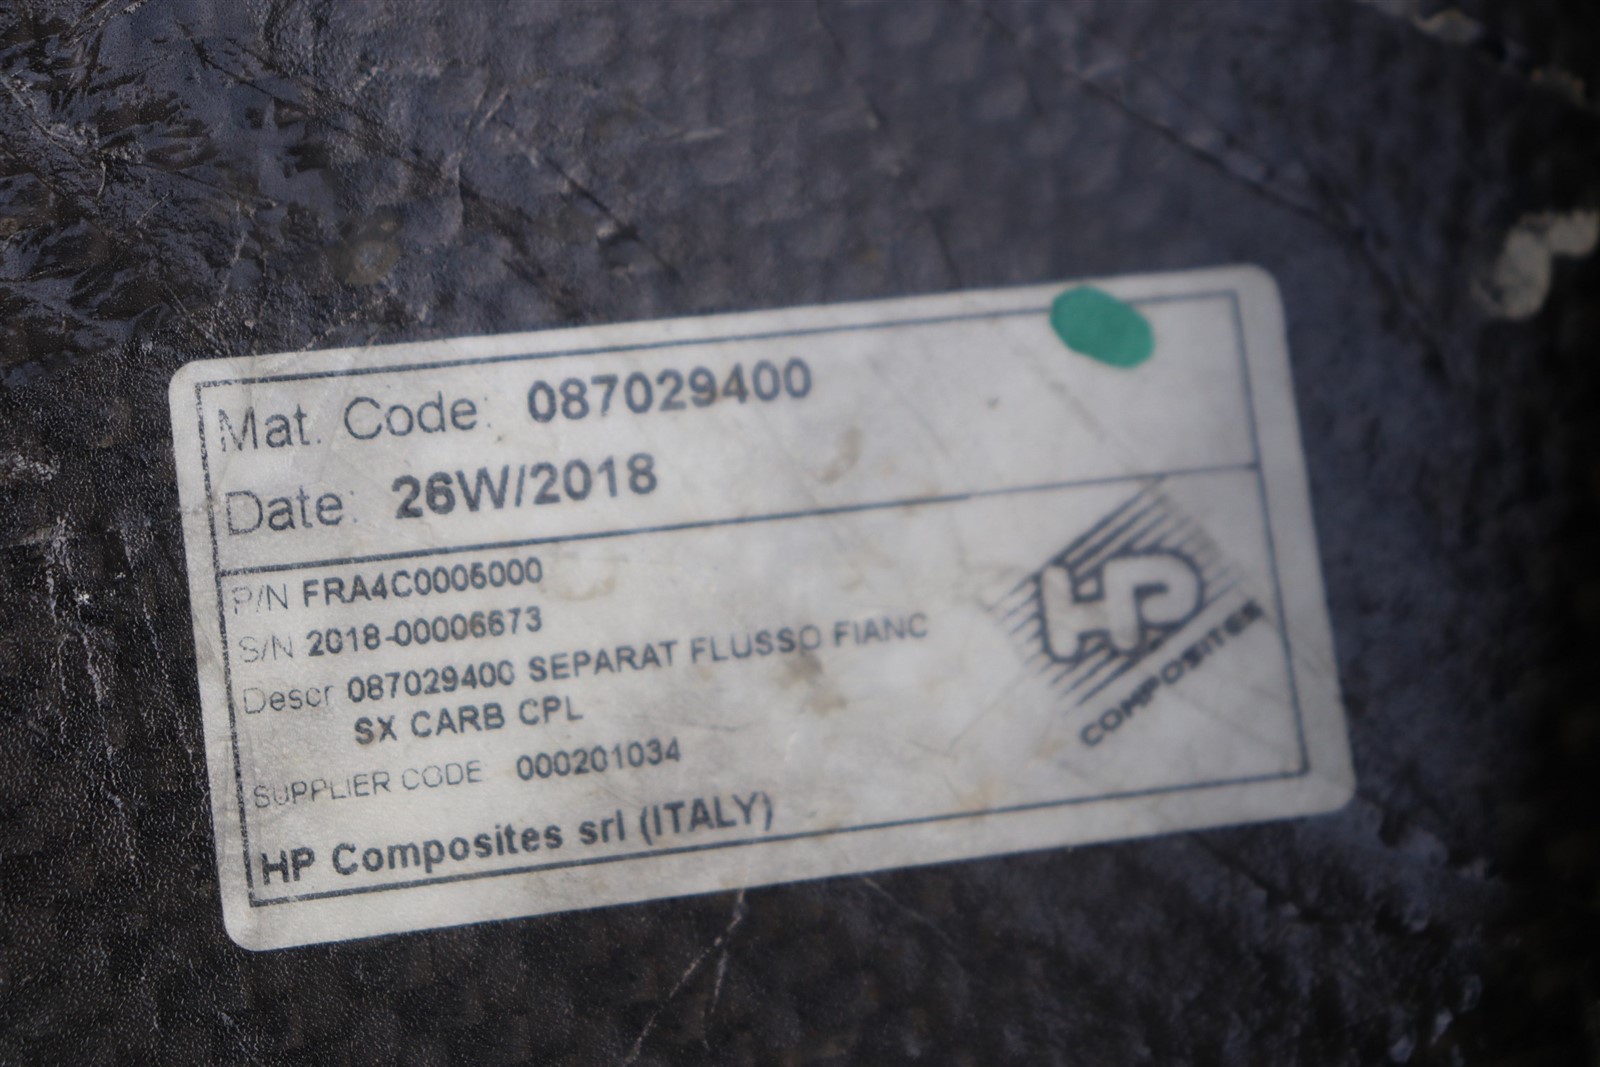 Mat. Code: 087029400
Date: 26W/2018
P/N FRA4C0005000
S/N 2018-00006673
Descr 087029400 SEPARAT FLUSSO FIANC
SX CARB CPL
SUPPLIER CODE 000201034
HP Composites srl (ITALY)
HP
COMPOSITES